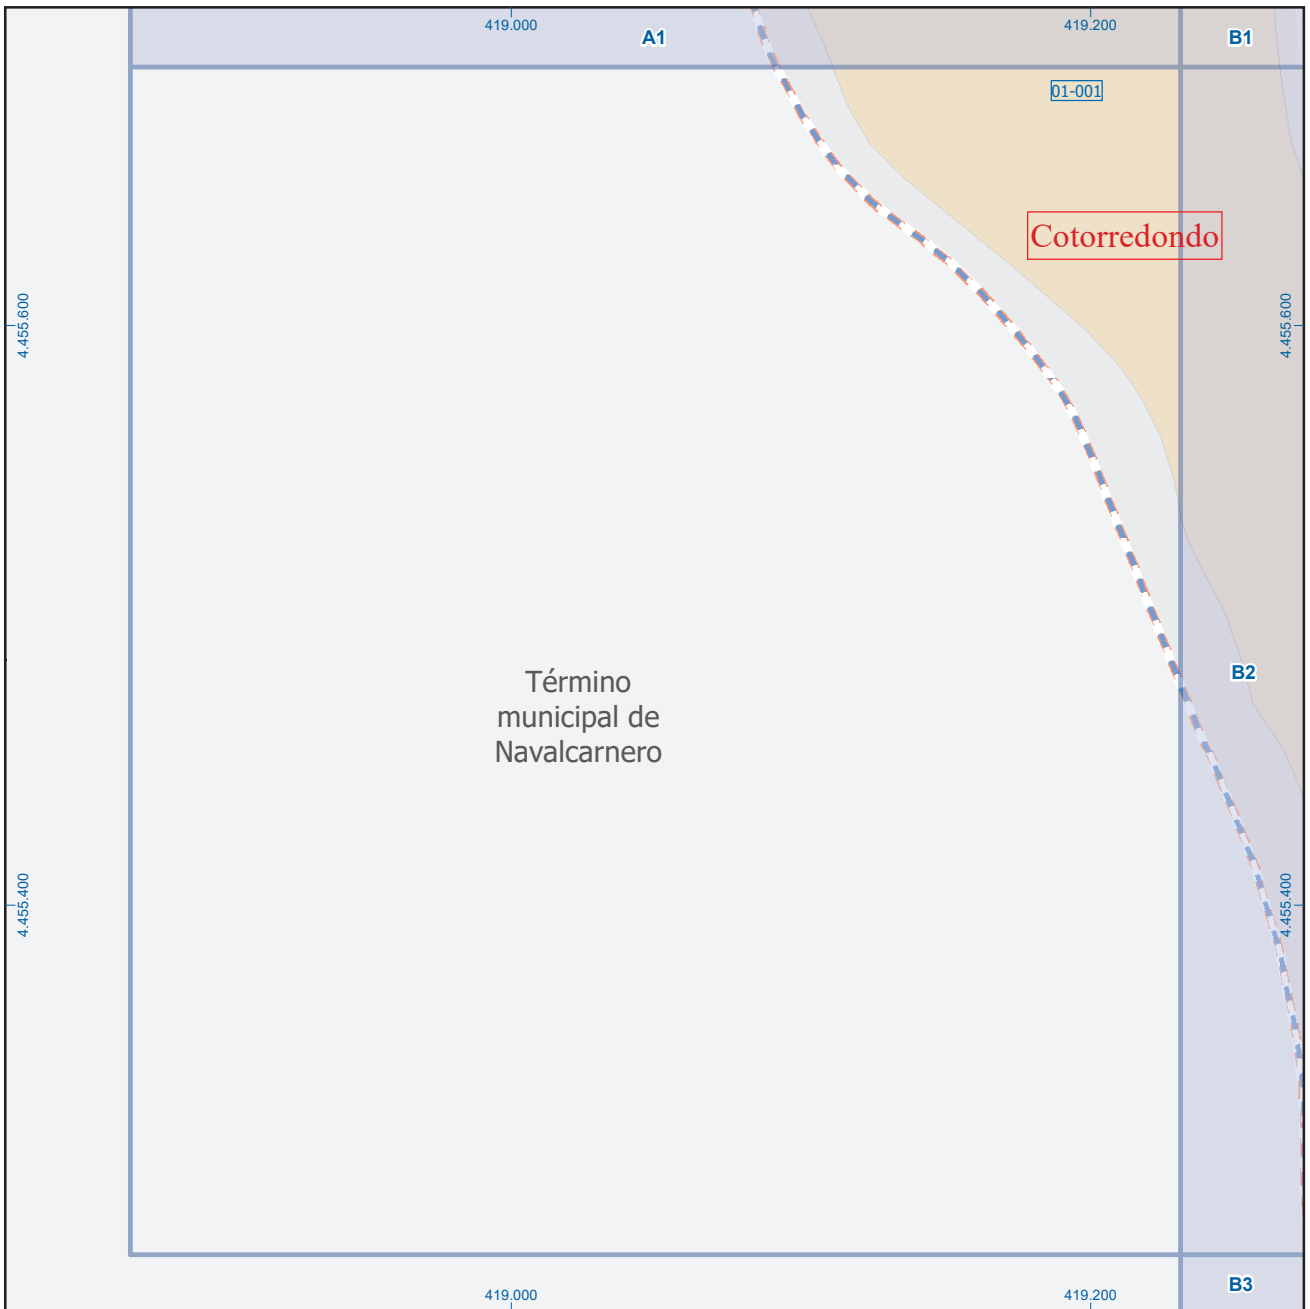 419.000
419.200
A1
B1
01-001
Cotorredondo
4.455.600
4.455.600
Término
municipal de
Navalcarnero
B2
4.455.400
4.455.400
B3
419.000
419.200